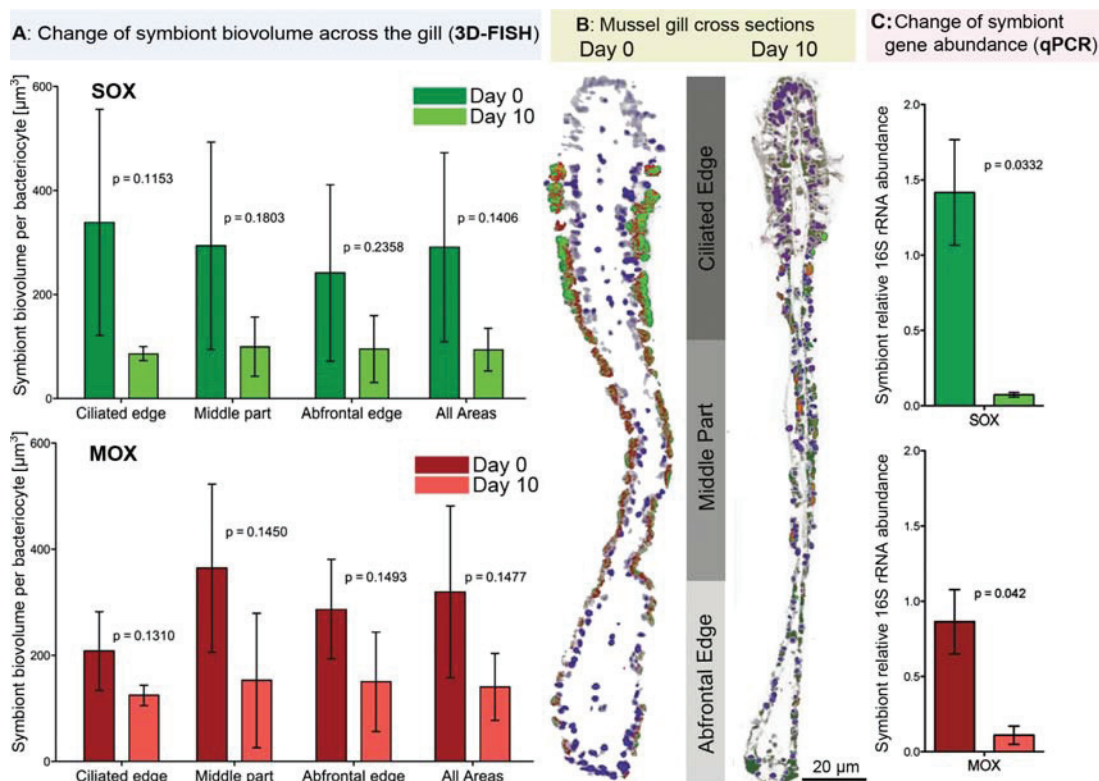 A: Change of symbiont biovolume across the gill (3D-FISH)
SOX
Day 0
Day 10
Symbiont biovolume per bacteriocyte [µm³]
600
400
200
0
p = 0.1153
p = 0.1803
p = 0.2358
p = 0.1406
Ciliated edge
Middle part
Abfrontal edge
All Areas
MOX
Day 0
Day 10
Symbiont biovolume per bacteriocyte [µm³]
600
400
200
0
p = 0.1310
p = 0.1450
p = 0.1493
p = 0.1477
Ciliated edge
Middle part
Abfrontal edge
All Areas
B: Mussel gill cross sections
Day 0
Day 10
Ciliated Edge
Middle Part
Abfrontal Edge
20 µm
C: Change of symbiont
gene abundance (qPCR)
Symbiont relative 16S rRNA abundance
2.0
1.5
1.0
0.5
0.0
p = 0.0332
SOX
Symbiont relative 16S rRNA abundance
2.0
1.5
1.0
0.5
0.0
p = 0.042
MOX